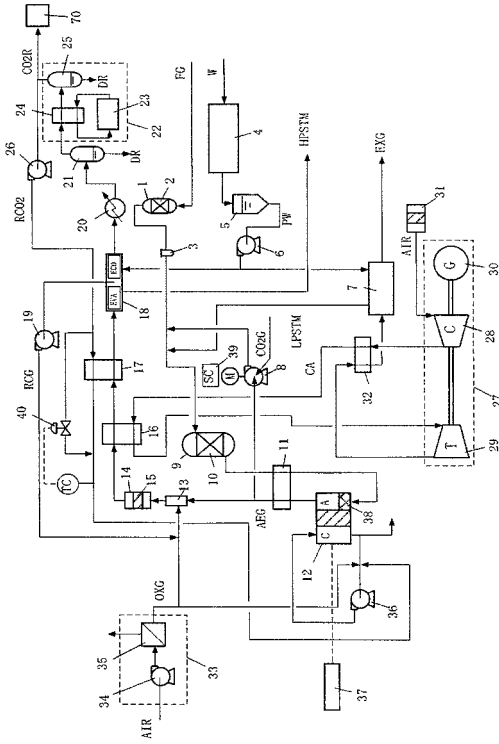 70
CO2R
25
24
23
22
DR
DR
21
26
RCO2
20
19
ECO
EVA
18
RCG
17
40
TC
16
14
15
13
AEG
OXG
35
34
33
AIR
FG
1
2
3
W
4
5
PW
6
HPSTM
EXG
7
LPSTM
CO2G
SC
39
M
8
9
10
11
CA
32
31
AIR
G
30
C
28
27
T
29
A
C
38
12
36
37